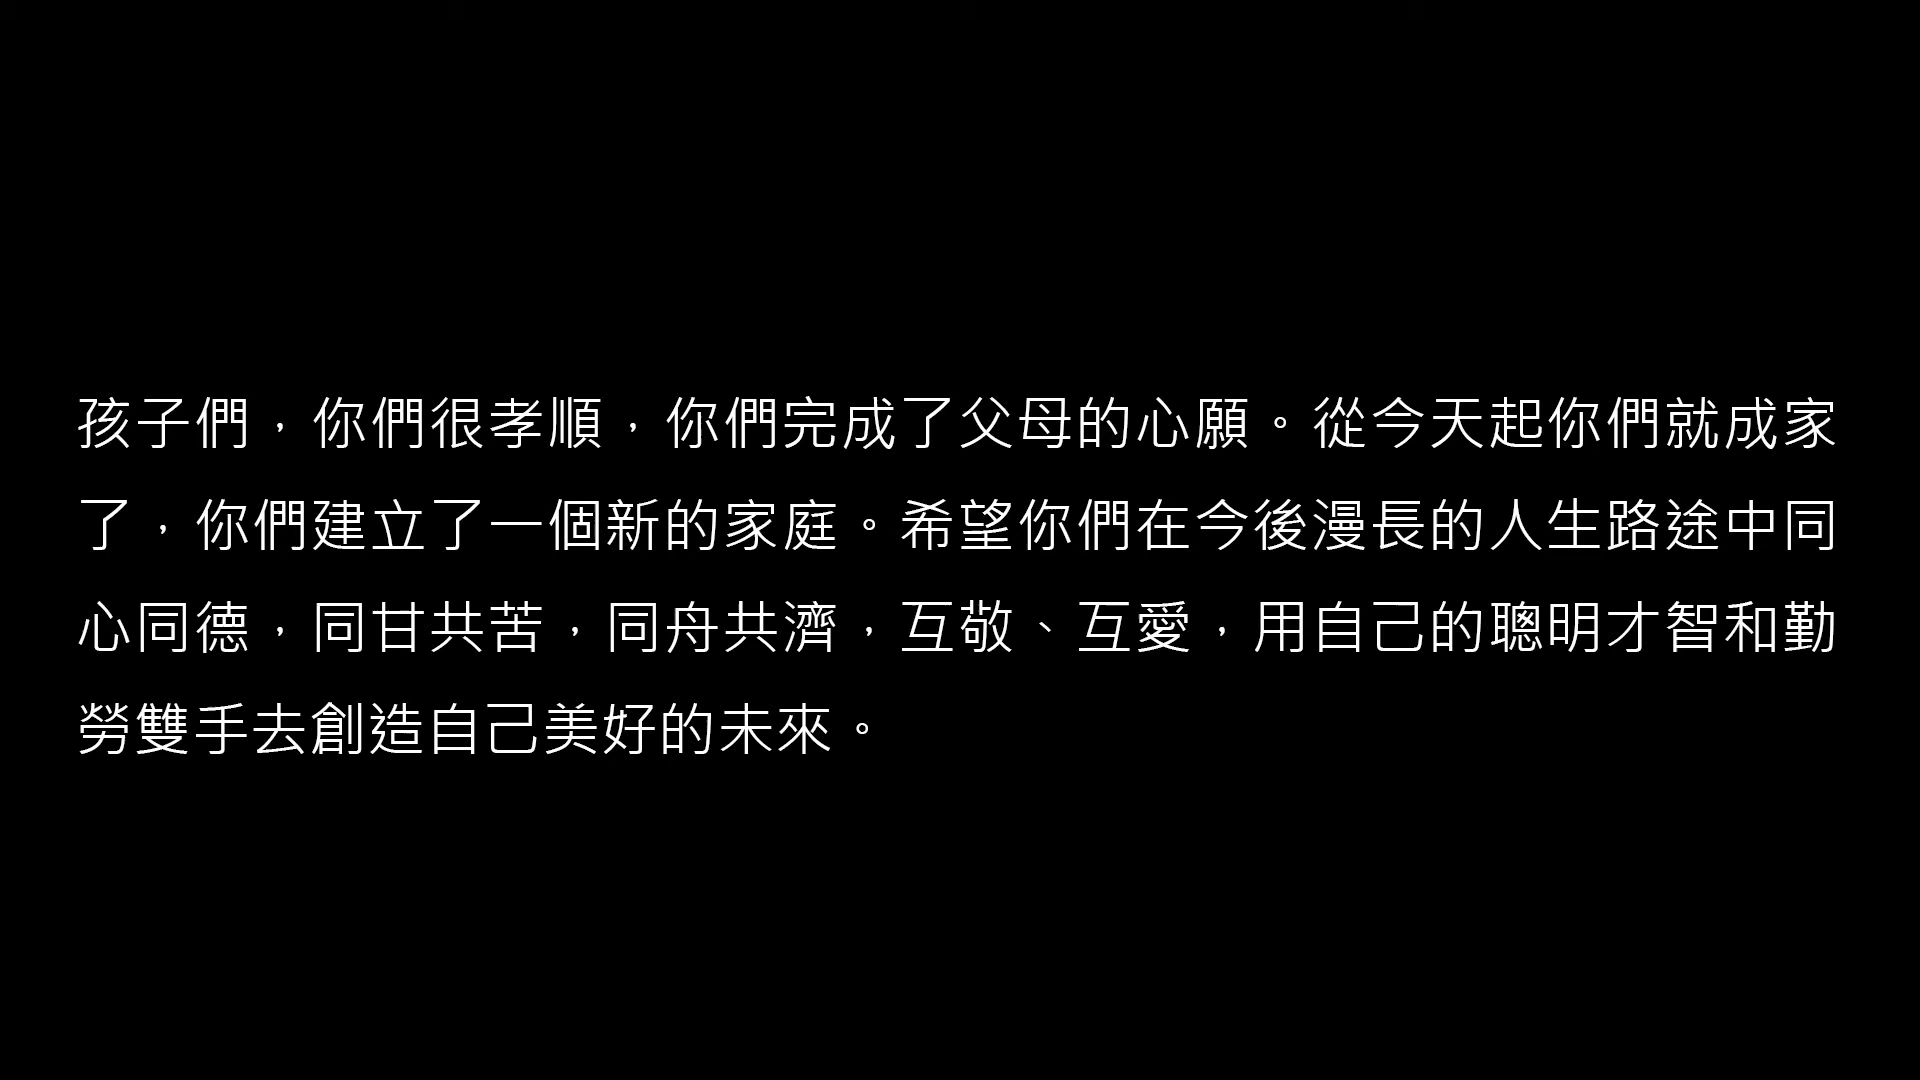 孩子們，你們很孝順，你們完成了父母的心願。從今天起你們就成家
了，你們建立了一個新的家庭。希望你們在今後漫長的人生路途中同
心同德，同甘共苦，同舟共濟，互敬、互愛，用自己的聰明才智和勤
勞雙手去創造自己美好的未來。